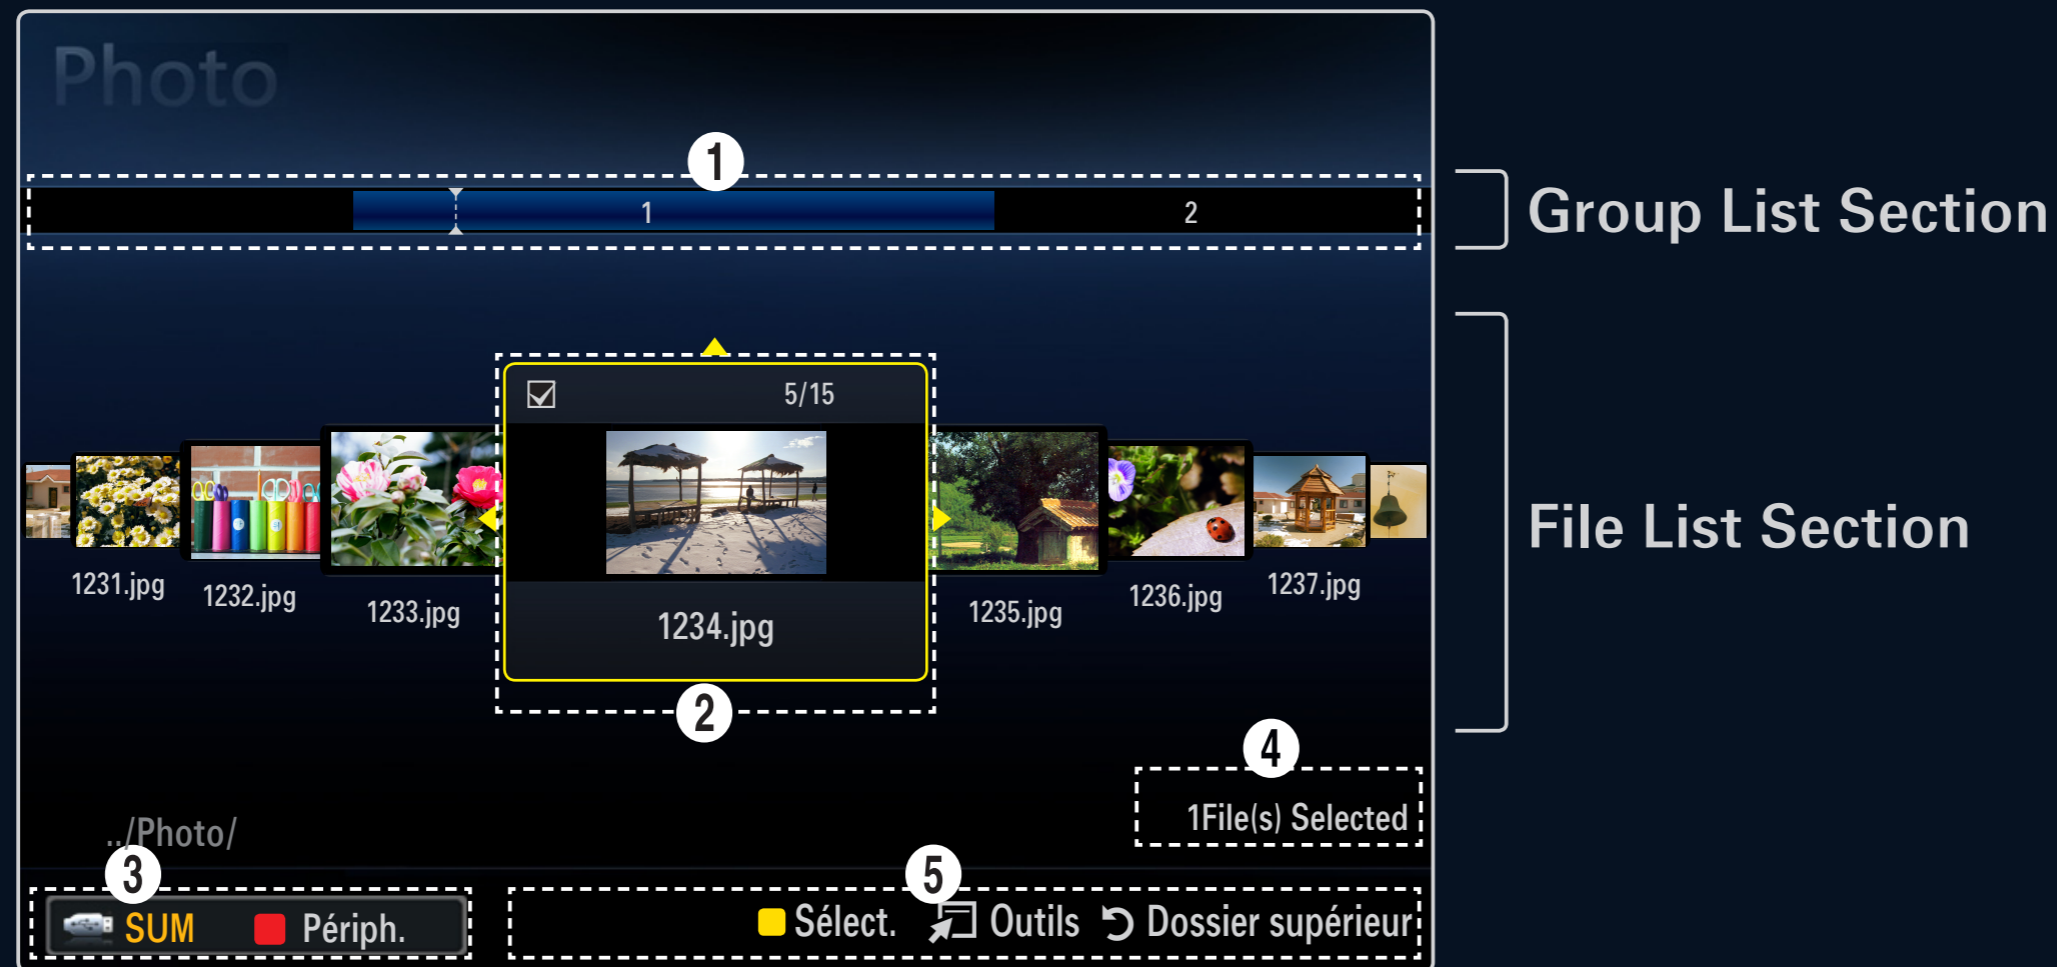 Photo
1
1 2
Group List Section
5/15
File List Section
1231.jpg
1232.jpg
1233.jpg
1234.jpg
1235.jpg
1236.jpg
1237.jpg
2
4
1File(s) Selected
../Photo/
3
5
SUM Périph.
Sélect. Outils Dossier supérieur